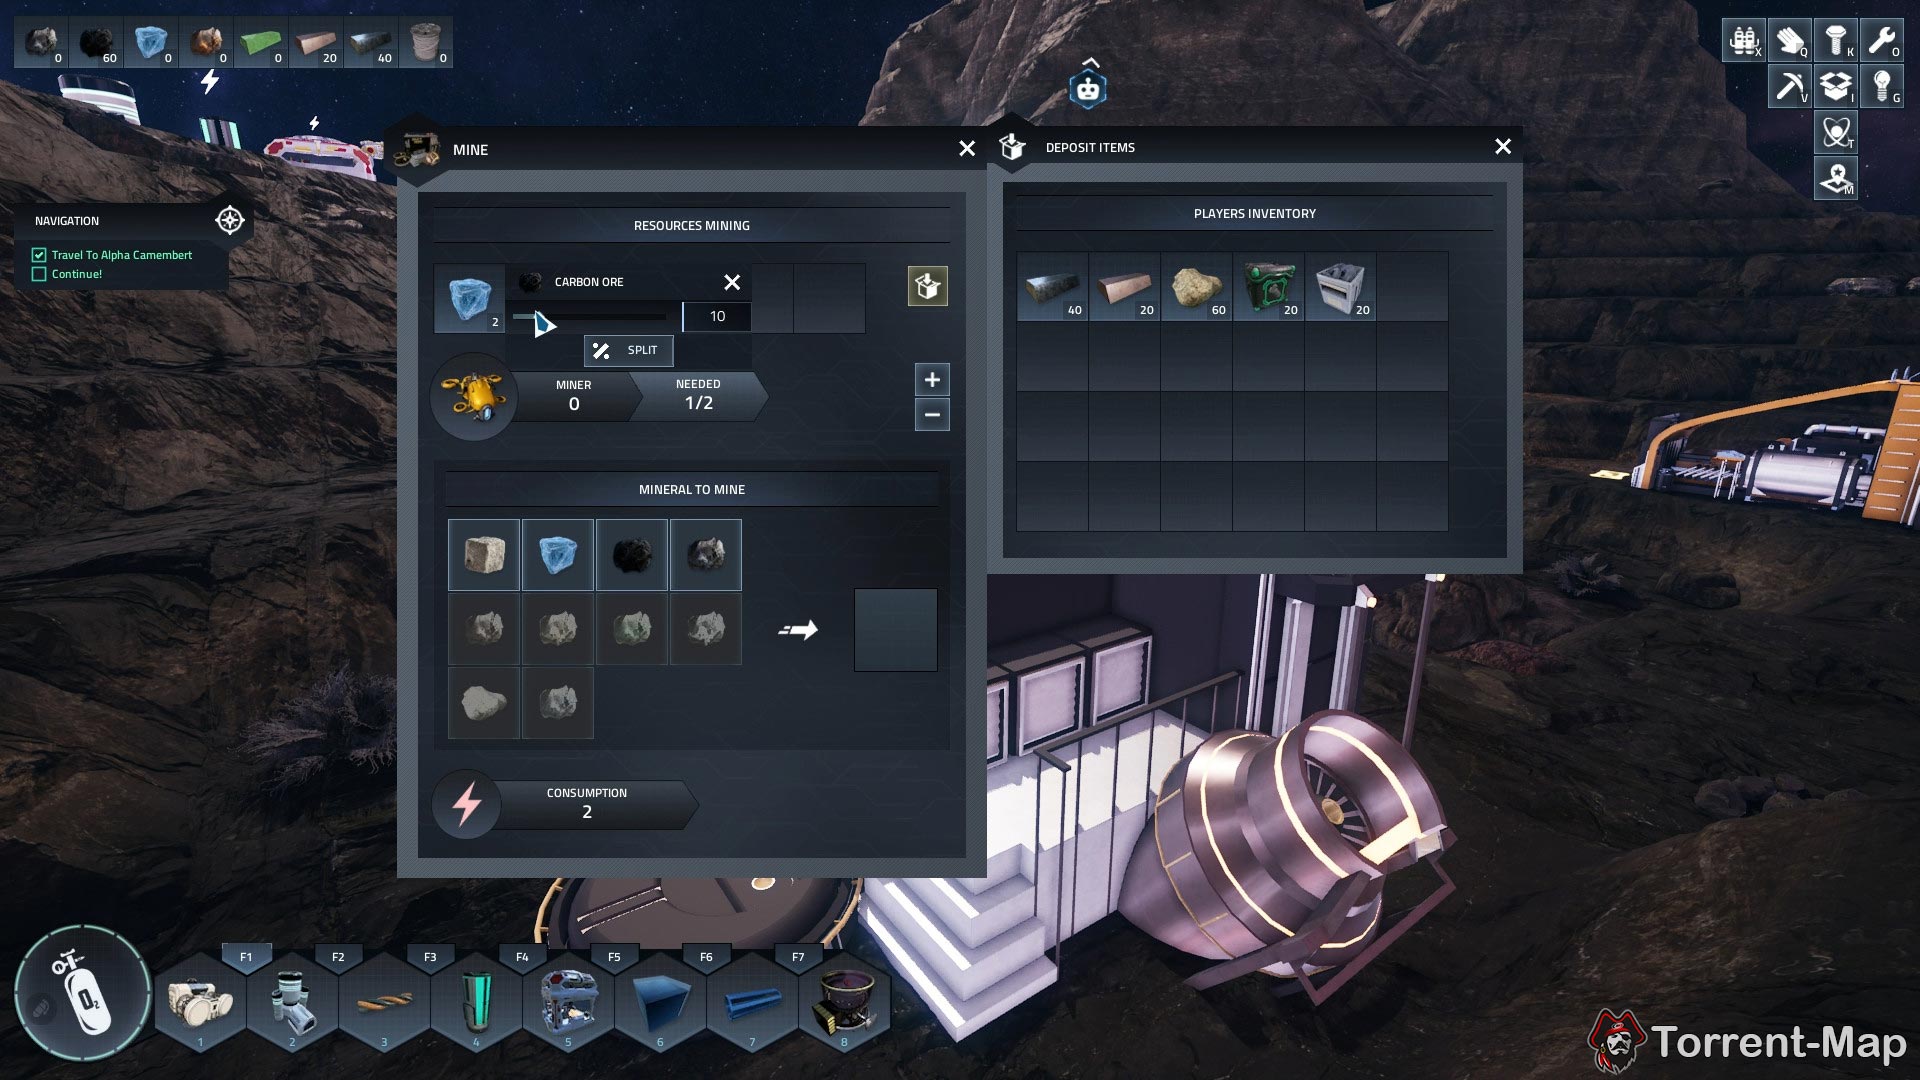 0 60 0 0 0 20 40 0
X Q K O
V I G
T
M
MINE
DEPOSIT ITEMS
NAVIGATION
Travel To Alpha Camembert
Continue!
RESOURCES MINING
PLAYERS INVENTORY
CARBON ORE
2
10
SPLIT
40 20 60 20 20
MINER
0
NEEDED
1/2
MINERAL TO MINE
CONSUMPTION
2
O2
F1 F2 F3 F4 F5 F6 F7
1 2 3 4 5 6 7 8
Torrent-Map